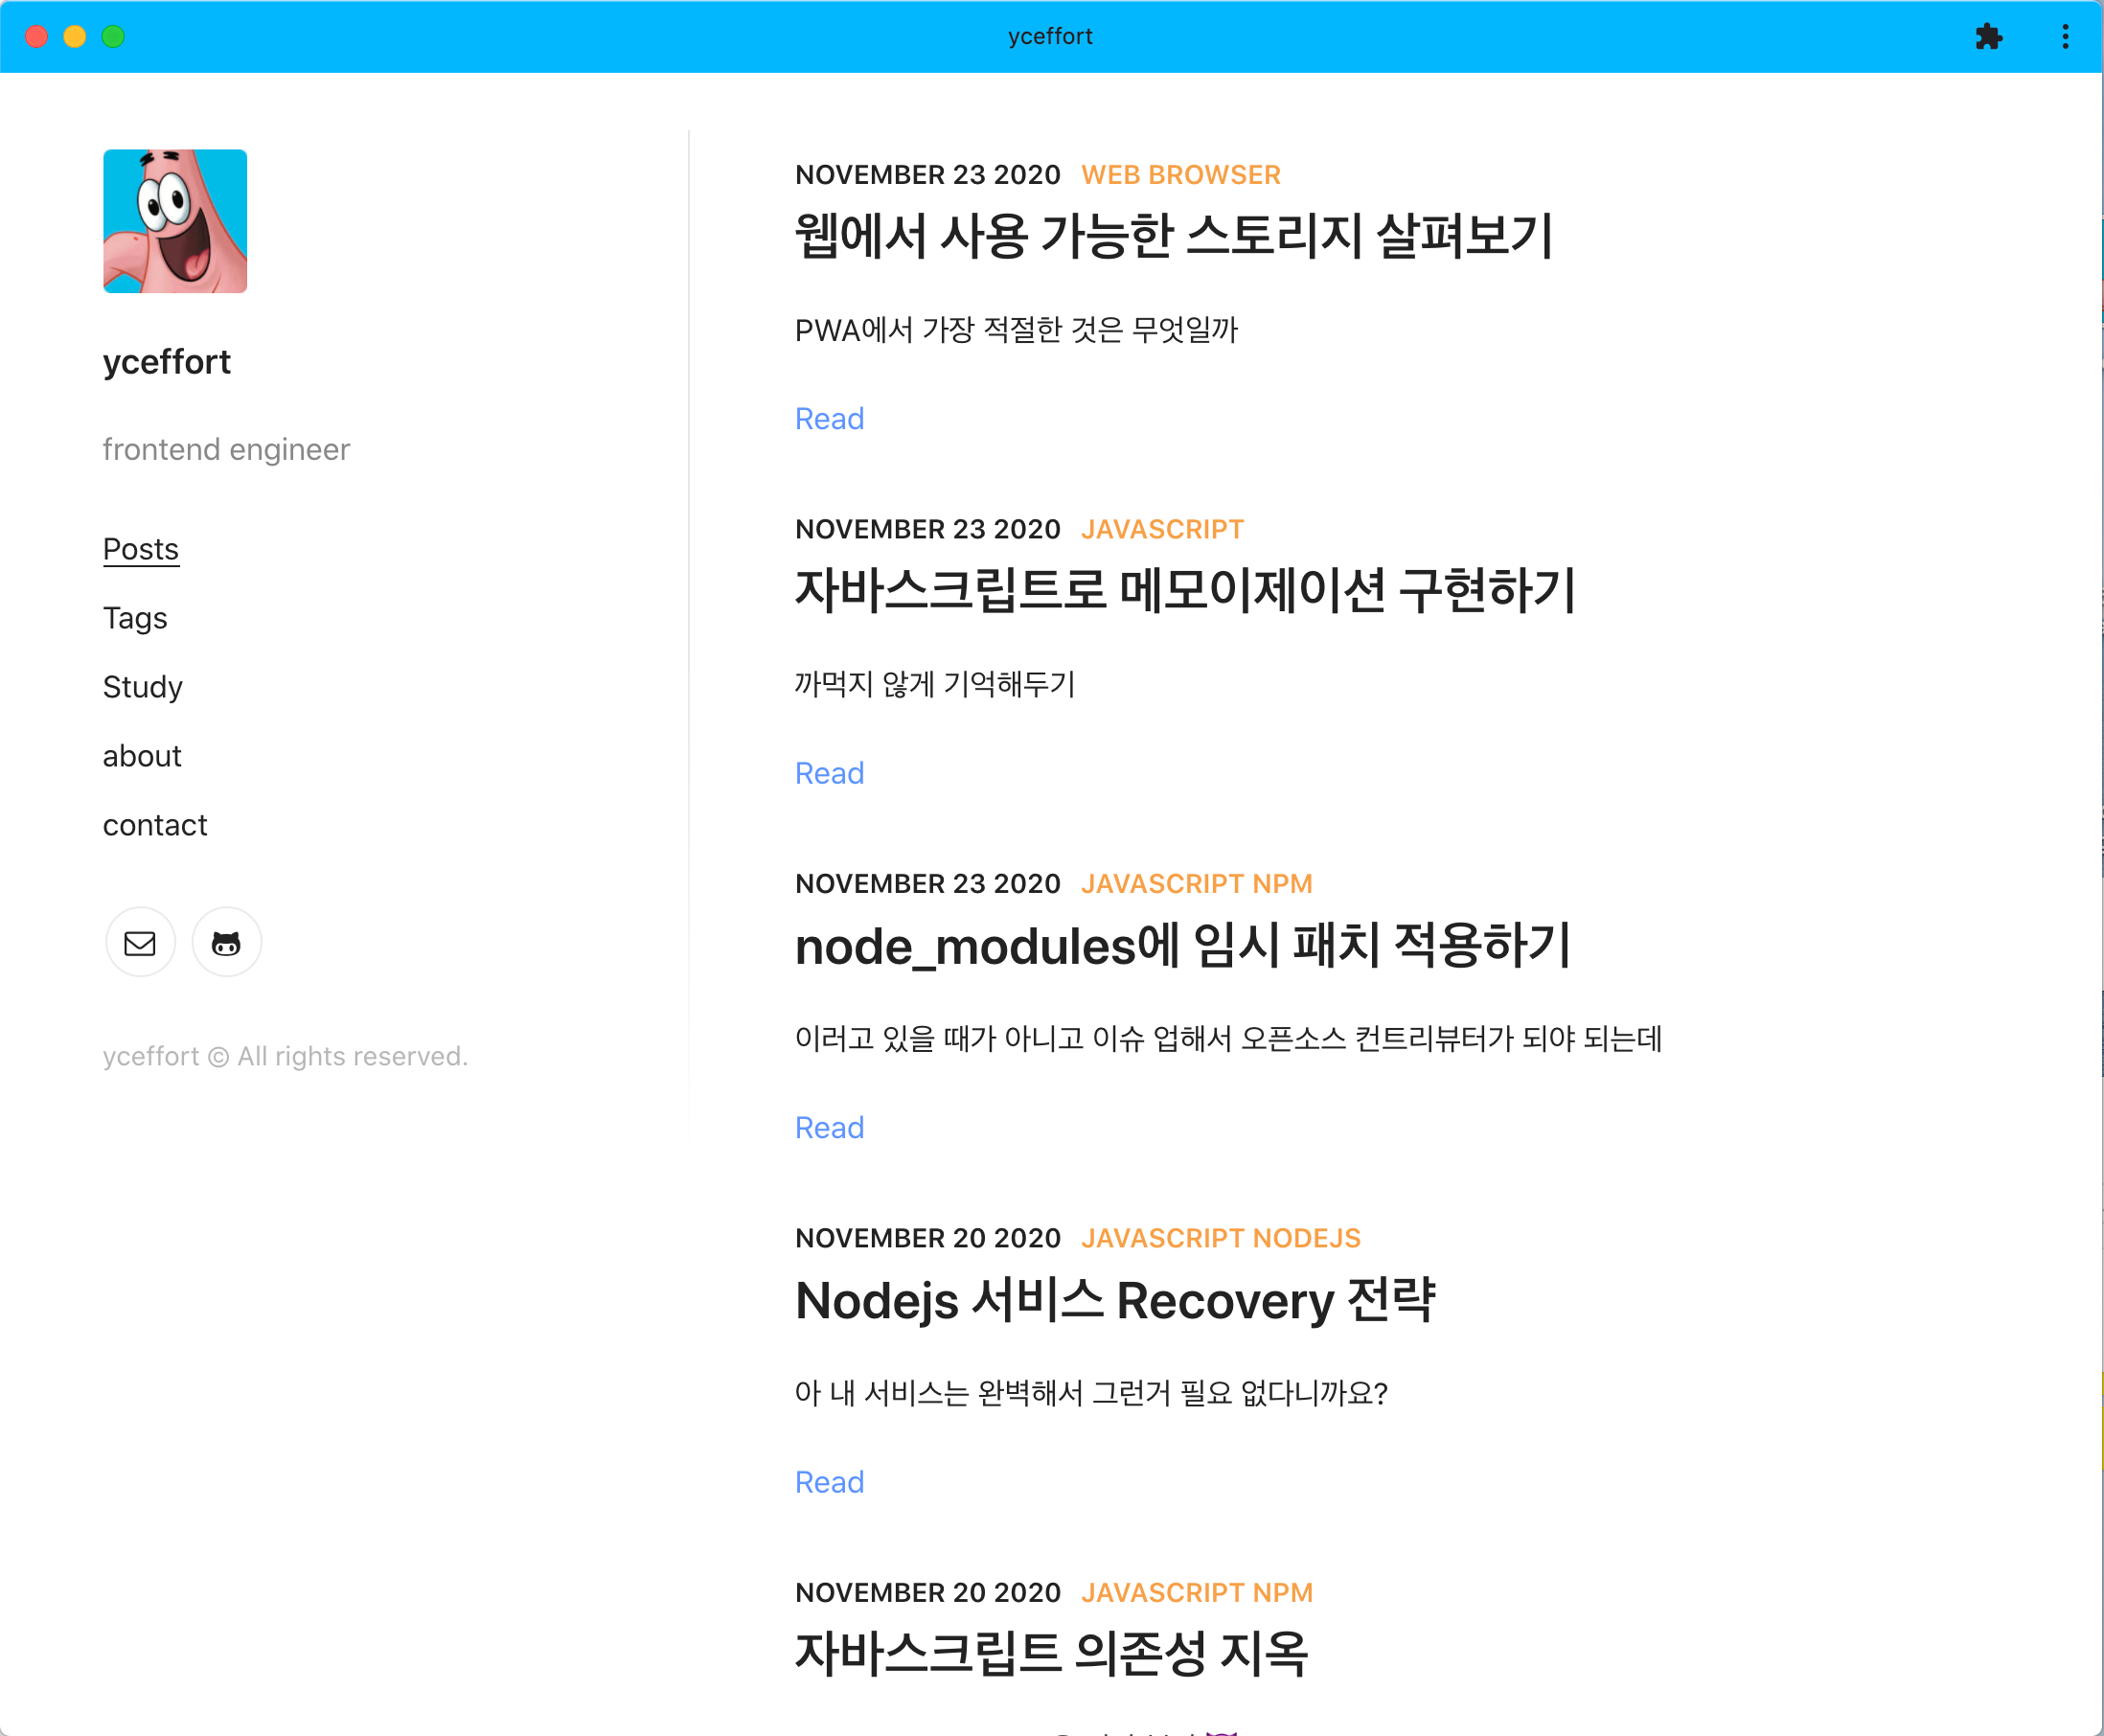 yceffort
yceffort
frontend engineer
Posts
Tags
Study
about
contact
yceffort © All rights reserved.
NOVEMBER 23 2020 WEB BROWSER
웹에서 사용 가능한 스토리지 살펴보기
PWA에서 가장 적절한 것은 무엇일까
Read
NOVEMBER 23 2020 JAVASCRIPT
자바스크립트로 메모이제이션 구현하기
까먹지 않게 기억해두기
Read
NOVEMBER 23 2020 JAVASCRIPT NPM
node_modules에 임시 패치 적용하기
이러고 있을 때가 아니고 이슈 업해서 오픈소스 컨트리뷰터가 되야 되는데
Read
NOVEMBER 20 2020 JAVASCRIPT NODEJS
Nodejs 서비스 Recovery 전략
아 내 서비스는 완벽해서 그런거 필요 없다니까요?
Read
NOVEMBER 20 2020 JAVASCRIPT NPM
자바스크립트 의존성 지옥